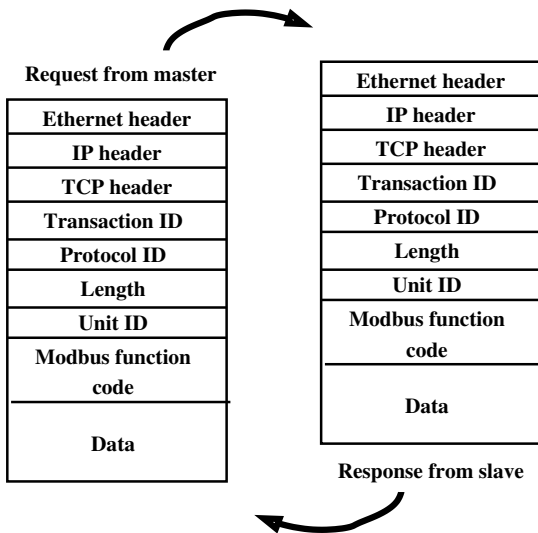 Request from master
Ethernet header
IP header
TCP header
Transaction ID
Protocol ID
Length
Unit ID
Modbus function
code
Data
Ethernet header
IP header
TCP header
Transaction ID
Protocol ID
Length
Unit ID
Modbus function
code
Data
Response from slave